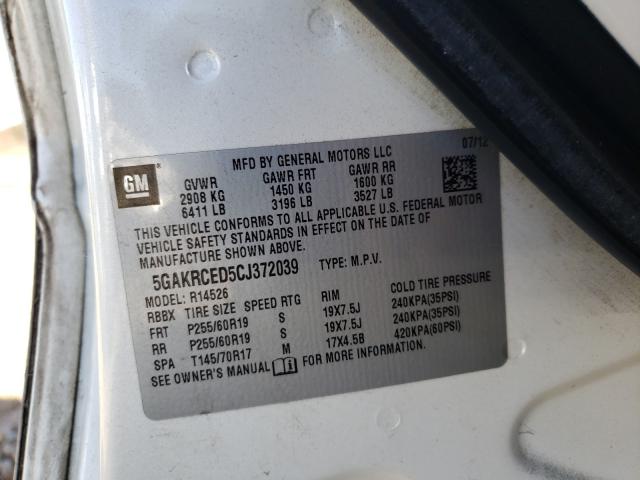 MFD BY GENERAL MOTORS LLC
07/12
GM
GVWR GAWR FRT GAWR RR
2908 KG 1450 KG 1600 KG
6411 LB 3196 LB 3527 LB
THIS VEHICLE CONFORMS TO ALL APPLICABLE U.S. FEDERAL MOTOR
VEHICLE SAFETY STANDARDS IN EFFECT ON THE DATE OF
MANUFACTURE SHOWN ABOVE.
5GAKRCED5CJ372039 TYPE: M.P.V.
MODEL: R14526
RBBX TIRE SIZE SPEED RTG RIM COLD TIRE PRESSURE
FRT P255/60R19 S 19X7.5J 240KPA(35PSI)
RR P255/60R19 S 19X7.5J 240KPA(35PSI)
SPA T145/70R17 M 17X4.5B 420KPA(60PSI)
SEE OWNER'S MANUAL FOR MORE INFORMATION.